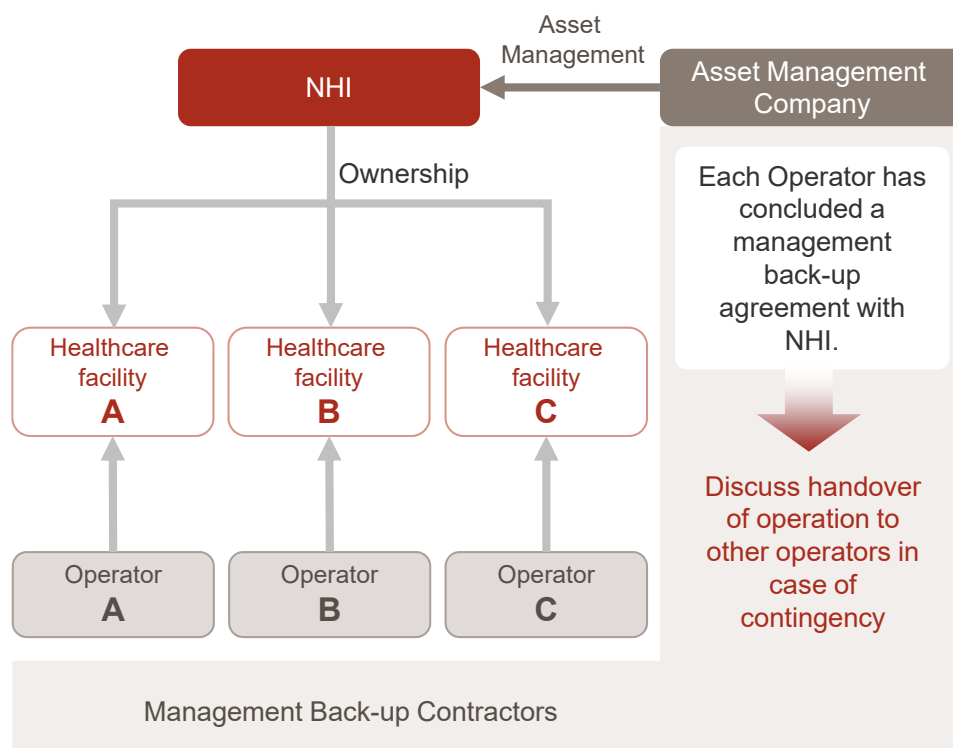 Asset
Management
NHI
Asset Management
Company
Ownership
Each Operator has
concluded a
management
back-up
agreement with
NHI.
Healthcare
facility
A
Healthcare
facility
B
Healthcare
facility
C
Discuss handover
of operation to
other operators in
case of
contingency
Operator
A
Operator
B
Operator
C
Management Back-up Contractors